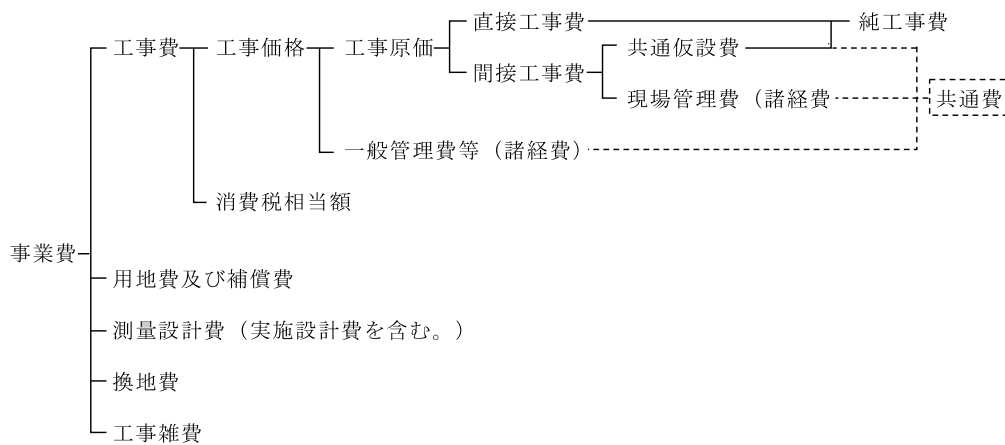 直接工事費
純工事費
工事費
工事価格
工事原価
共通仮設費
間接工事費
現場管理費（諸経費
共通費
一般管理費等（諸経費）
消費税相当額
事業費
用地費及び補償費
測量設計費（実施設計費を含む。）
換地費
工事雑費